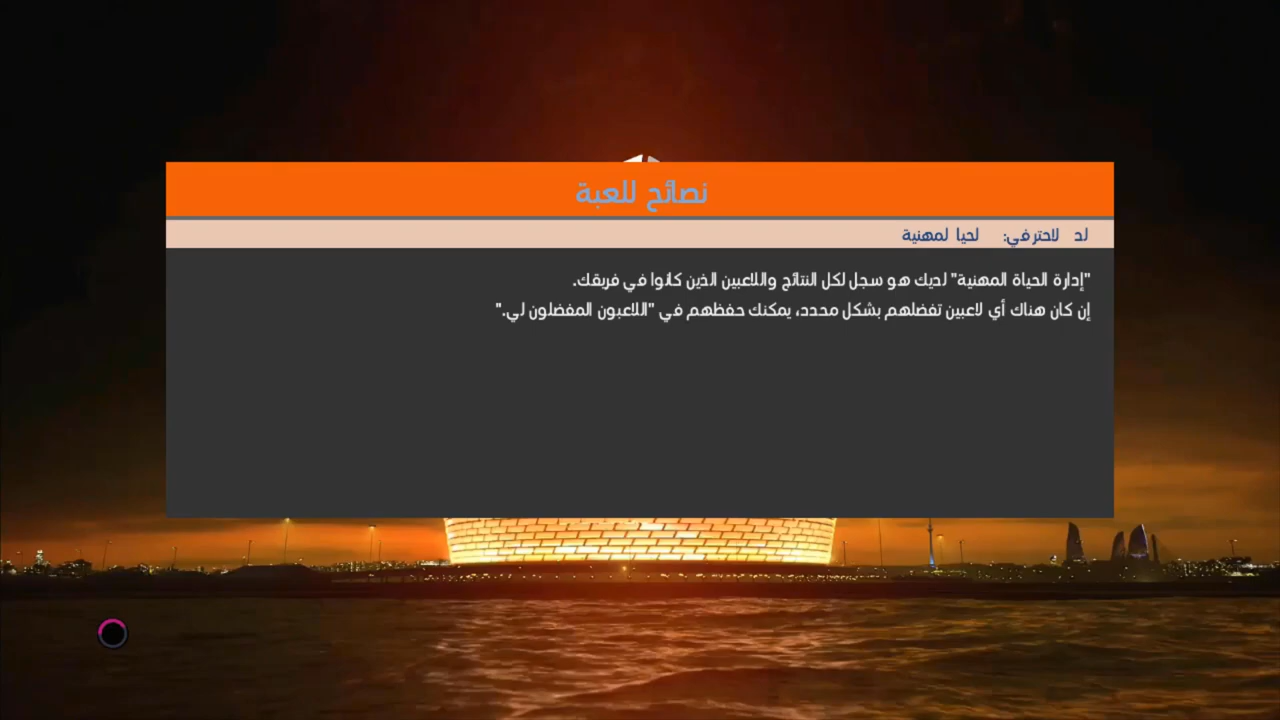 نصائح للعبة
لد لاحترفي: لحيا لمهنية
"إدارة الحياة المهنية" لديك هو سجل لكل النتائج واللاعبين الذين كانوا في فريقك.
إن كان هناك أي لاعبين تفضلهم بشكل محدد، يمكنك حفظهم في "اللاعبون المفضلون لي."